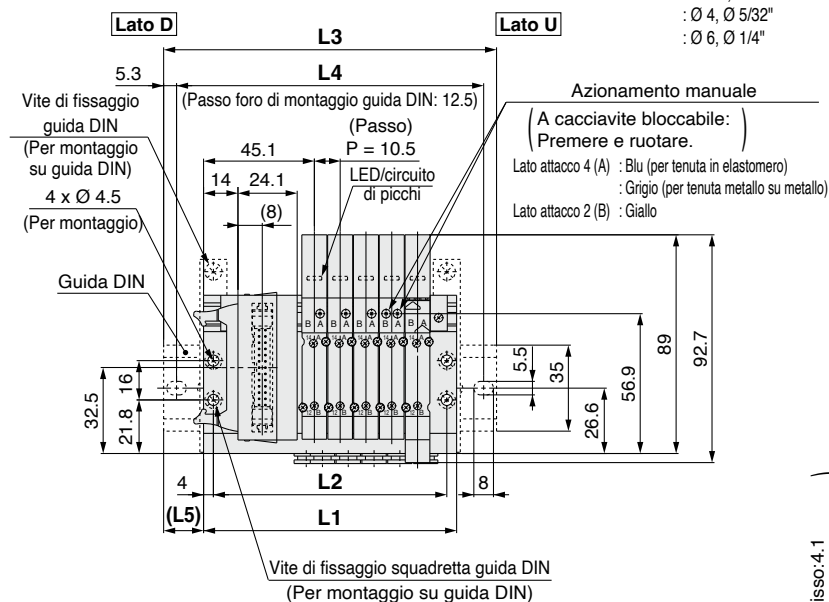 : Ø 4, Ø 5/32"
: Ø 6, Ø 1/4"
Lato D
Lato U
L3
5.3
L4
(Passo foro di montaggio guida DIN: 12.5)
Vite di fissaggio
guida DIN
(Per montaggio
su guida DIN)
4 x Ø 4.5
(Per montaggio)
Guida DIN
(Passo)
P = 10.5
45.1
14
24.1
(8)
LED/circuito
di picchi
Azionamento manuale
(A cacciavite bloccabile:
Premere e ruotare.)
Lato attacco 4 (A) : Blu (per tenuta in elastomero)
: Grigio (per tenuta metallo su metallo)
Lato attacco 2 (B) : Giallo
B A B A B A B A B A
32.5
16
21.8
5.5
35
26.6
56.9
89
92.7
4
L2
8
(L5)
L1
Vite di fissaggio squadretta guida DIN
(Per montaggio su guida DIN)
isso:4.1